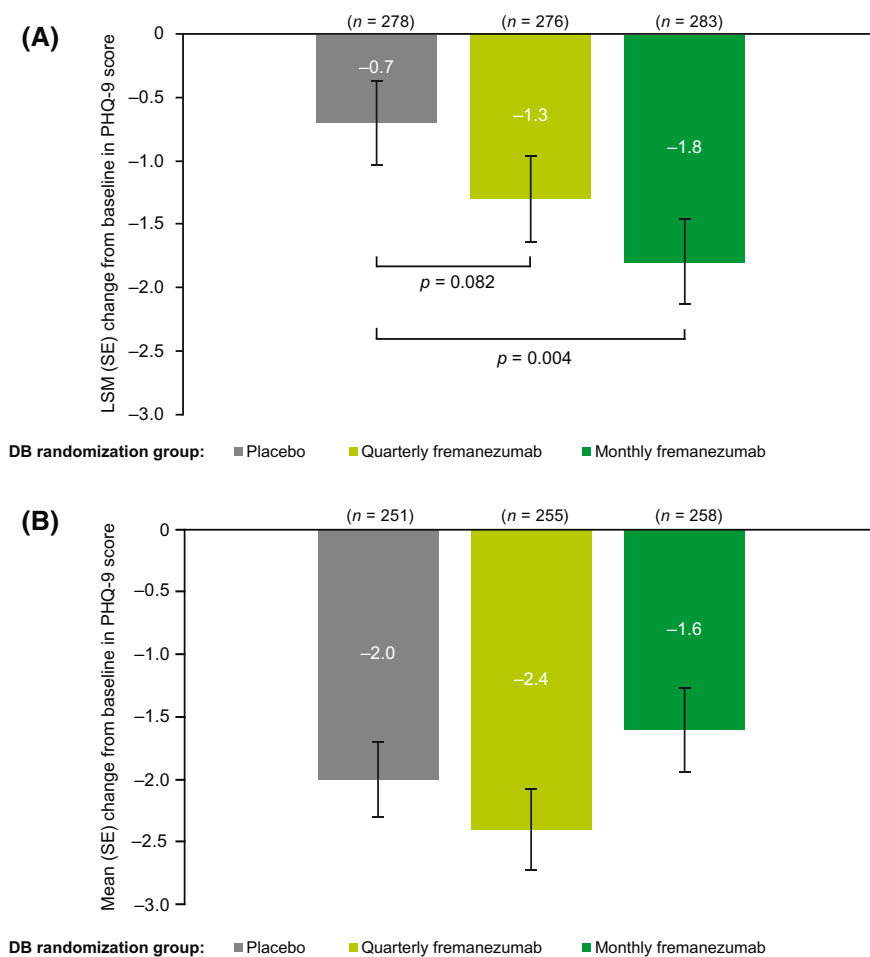 (A)
(n = 278) (n = 276) (n = 283)
LSM (SE) change from baseline in PHQ-9 score
0
–0.5
–1.0
–1.5
–2.0
–2.5
–3.0
–0.7
–1.3
–1.8
p = 0.082
p = 0.004
DB randomization group: Placebo Quarterly fremanezumab Monthly fremanezumab
(B)
(n = 251) (n = 255) (n = 258)
Mean (SE) change from baseline in PHQ-9 score
0
–0.5
–1.0
–1.5
–2.0
–2.5
–3.0
–2.0
–2.4
–1.6
DB randomization group: Placebo Quarterly fremanezumab Monthly fremanezumab